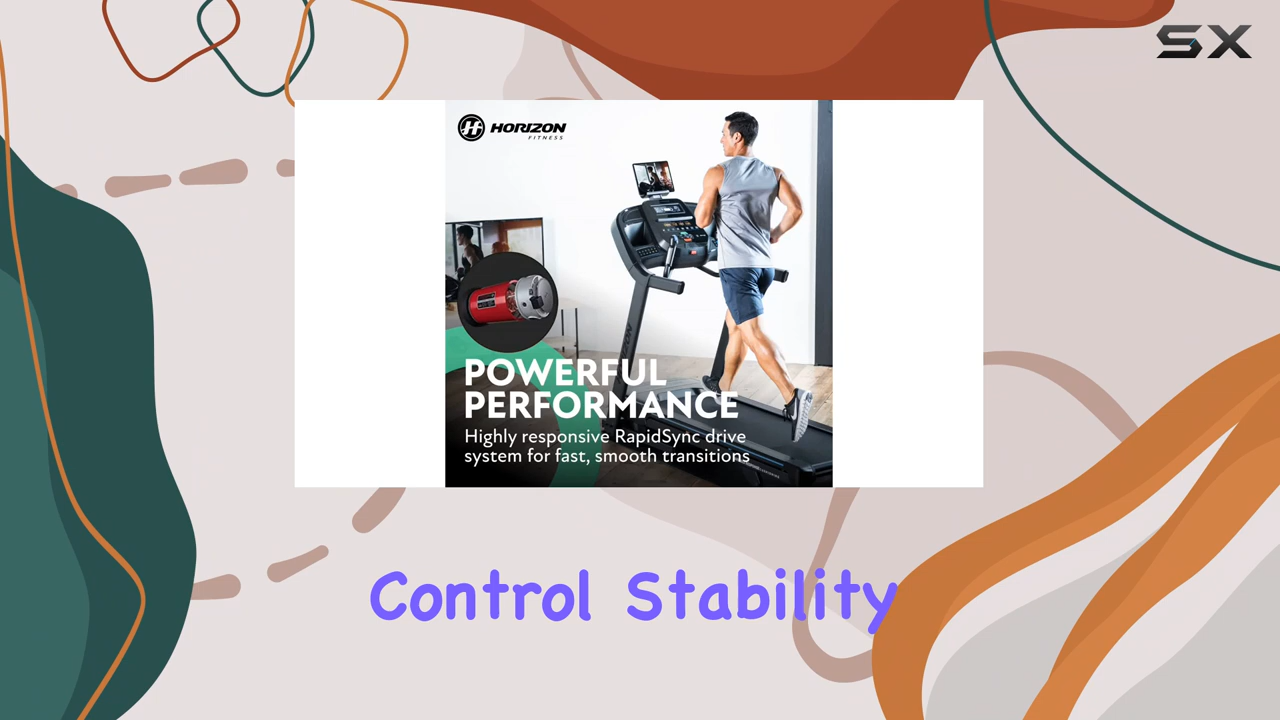 SX
HORIZON
FITNESS
POWERFUL
PERFORMANCE
Highly responsive RapidSync drive
system for fast, smooth transitions
Control Stability